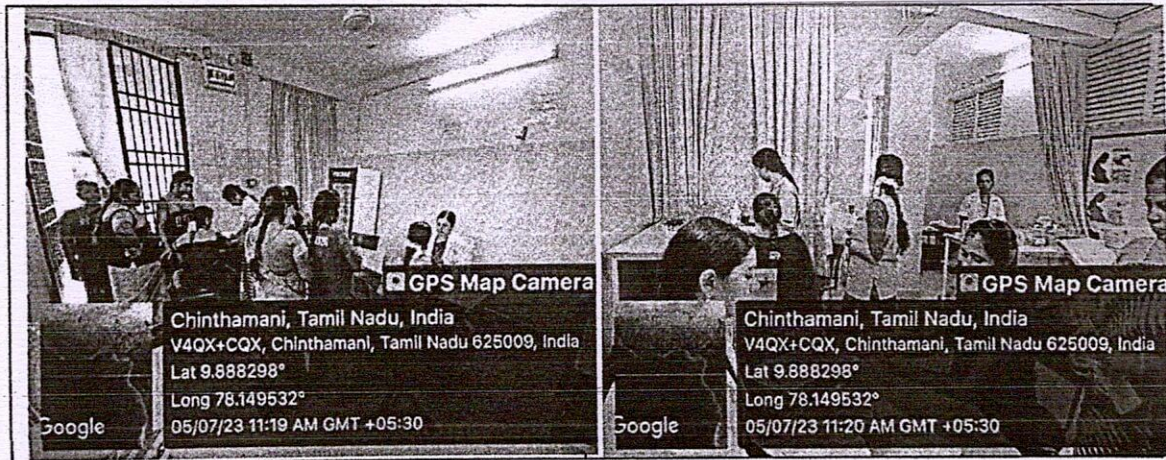 GPS Map Camera
Chinthamani, Tamil Nadu, India
V4QX+CQX, Chinthamani, Tamil Nadu 625009, India
Lat 9.888298°
Long 78.149532°
05/07/23 11:19 AM GMT +05:30
Google
GPS Map Camera
Chinthamani, Tamil Nadu, India
V4QX+CQX, Chinthamani, Tamil Nadu 625009, India
Lat 9.888298°
Long 78.149532°
05/07/23 11:20 AM GMT +05:30
Google